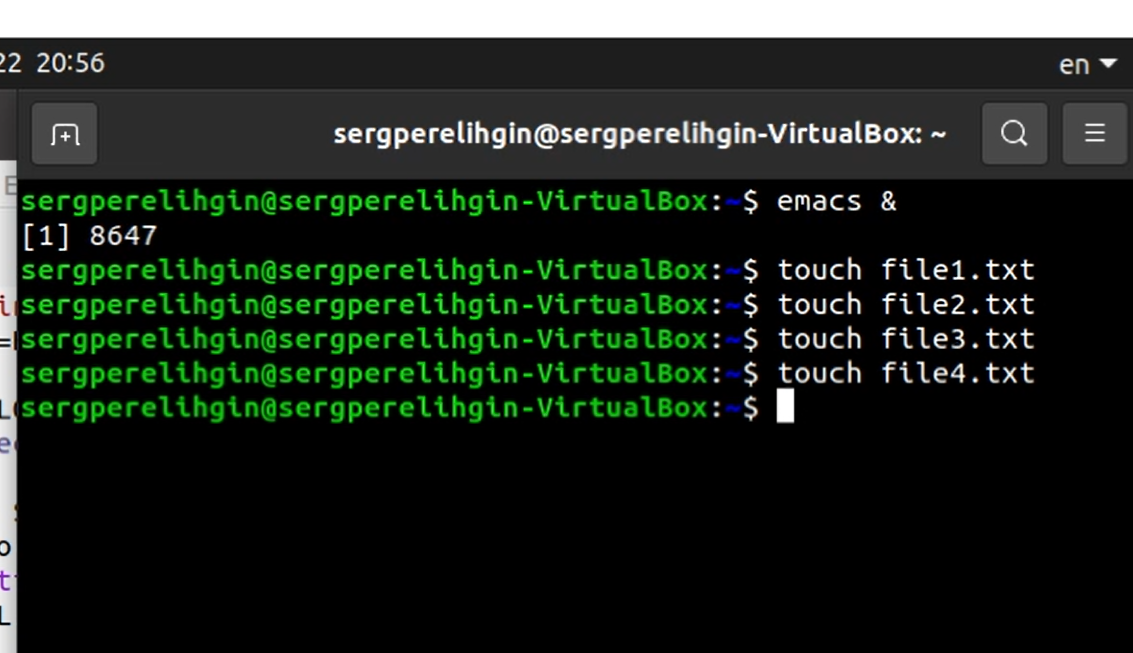 22 20:56
en
sergperelihgin@sergperelihgin-VirtualBox: ~
sergperelihgin@sergperelihgin-VirtualBox:~$ emacs &
[1] 8647
sergperelihgin@sergperelihgin-VirtualBox:~$ touch file1.txt
sergperelihgin@sergperelihgin-VirtualBox:~$ touch file2.txt
sergperelihgin@sergperelihgin-VirtualBox:~$ touch file3.txt
sergperelihgin@sergperelihgin-VirtualBox:~$ touch file4.txt
sergperelihgin@sergperelihgin-VirtualBox:~$